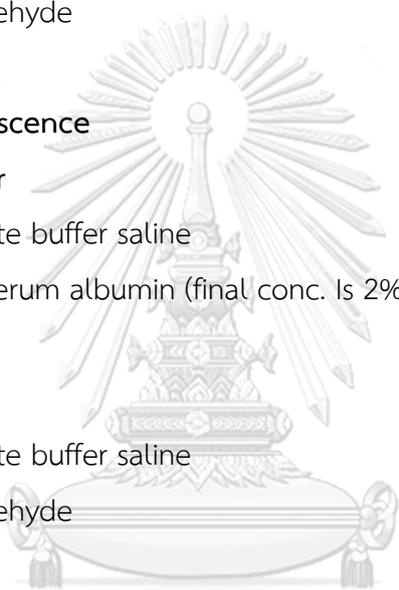 ehyde
scence
r
te buffer saline
erum albumin (final conc. Is 2%
te buffer saline
ehyde